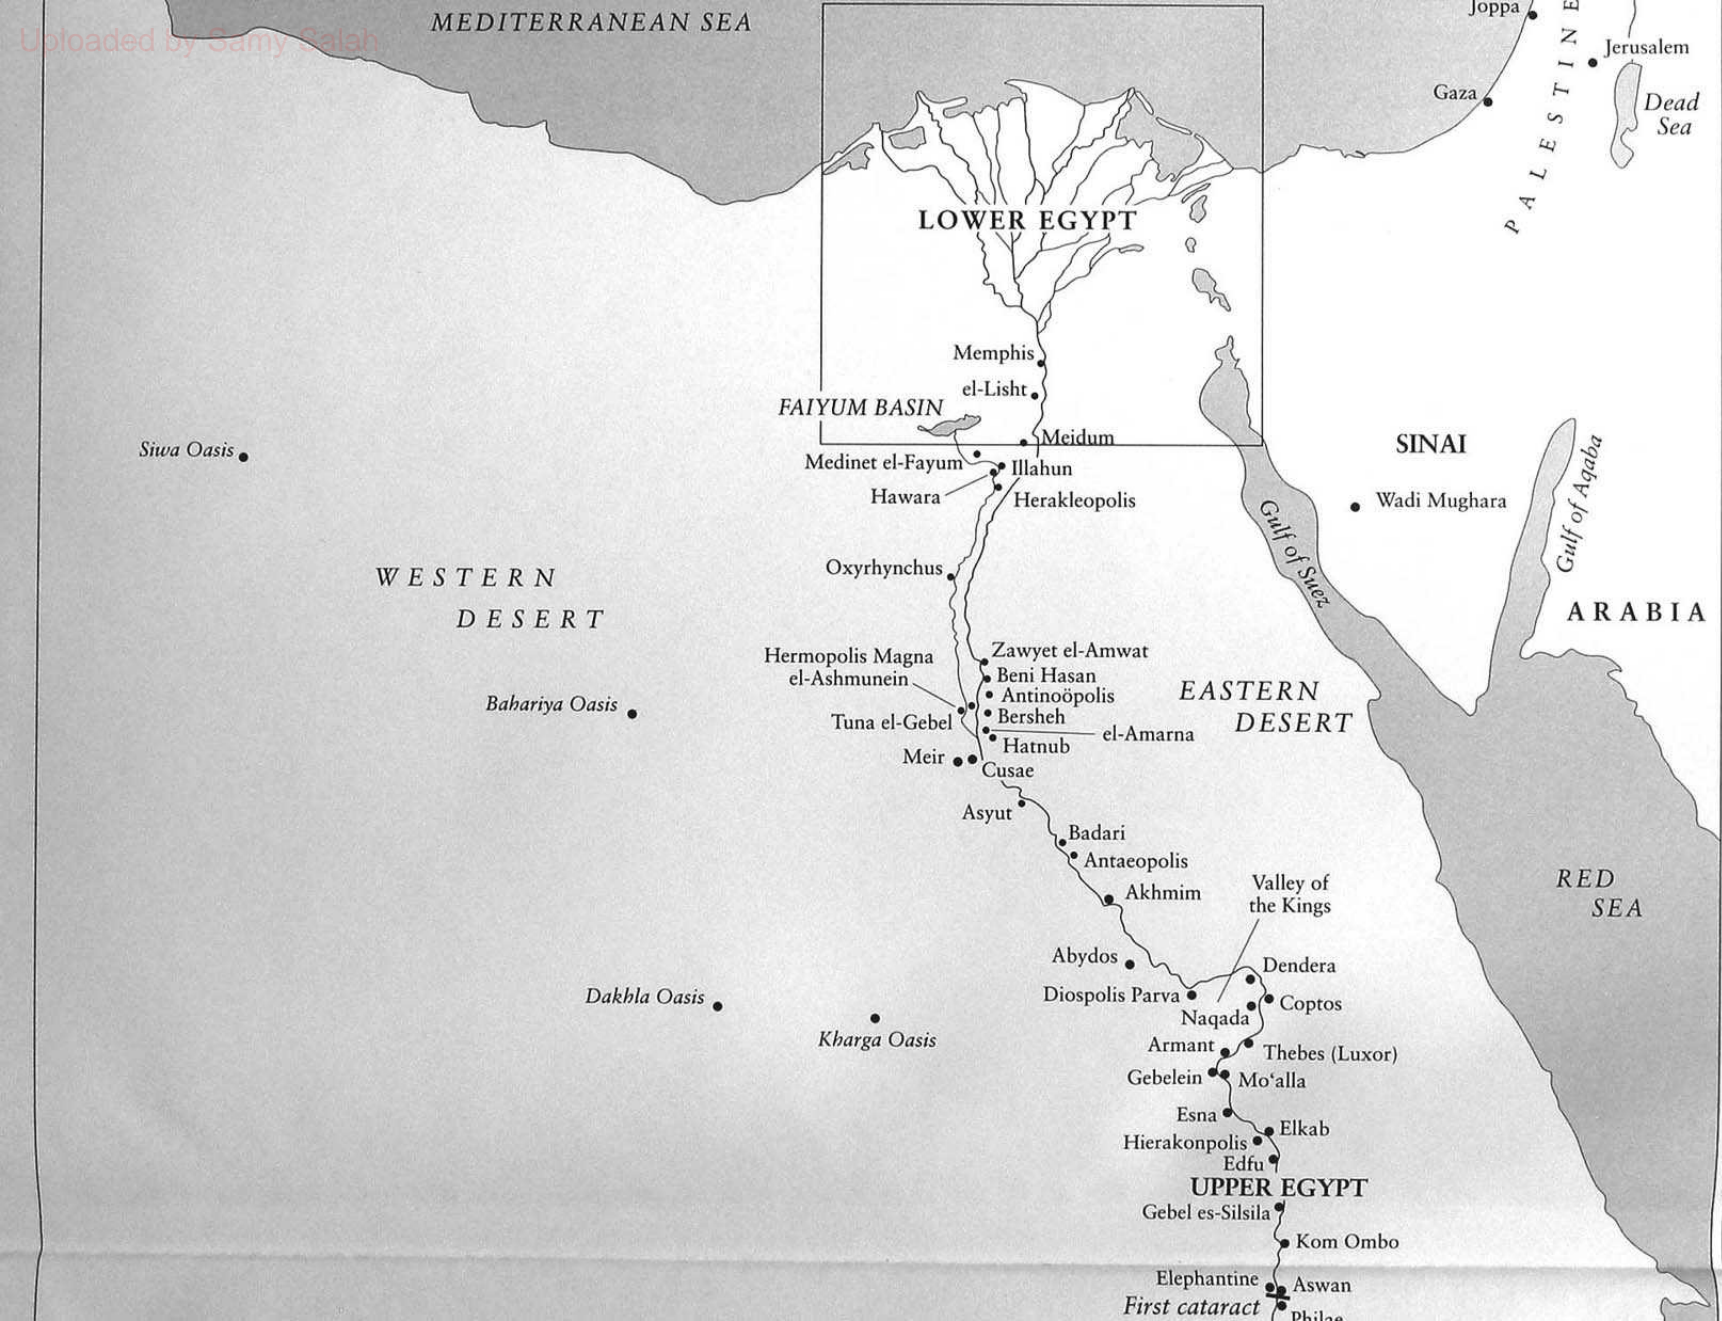 MEDITERRANEAN SEA
Uploaded by Samy Salah
Joppa
Jerusalem
PALESTINE
Gaza
Dead
Sea
LOWER EGYPT
Memphis
el-Lisht
FAIYUM BASIN
Meidum
Siwa Oasis
Medinet el-Fayum
Illahun
Hawara
Herakleopolis
SINAI
Wadi Mughara
Gulf of Suez
Gulf of Aqaba
ARABIA
Oxyrhynchus
WESTERN
DESERT
Zawyet el-Amwat
Hermopolis Magna
el-Ashmunein
Beni Hasan
Antinoöpolis
Bersheh
Tuna el-Gebel
el-Amarna
Hatnub
Meir
Cusae
EASTERN
DESERT
Bahariya Oasis
Asyut
Badari
Antaeopolis
Akhmim
Valley of
the Kings
RED
SEA
Abydos
Dendera
Diospolis Parva
Coptos
Naqada
Dakhla Oasis
Kharga Oasis
Armant
Thebes (Luxor)
Gebelein
Mo‘alla
Esna
Elkab
Hierakonpolis
Edfu
UPPER EGYPT
Gebel es-Silsila
Kom Ombo
Elephantine
Aswan
First cataract
Philae